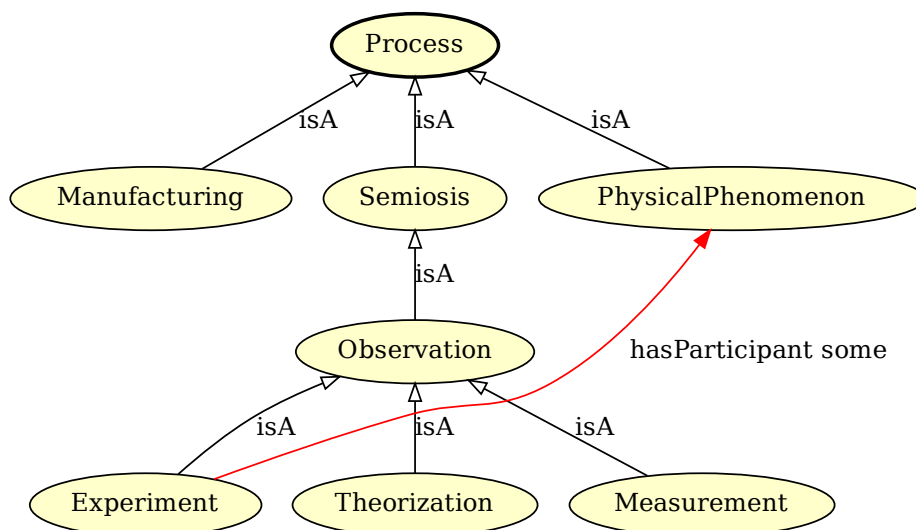 Process
isA
isA
isA
Manufacturing
Semiosis
PhysicalPhenomenon
isA
Observation
hasParticipant some
isA
isA
isA
Experiment
Theorization
Measurement